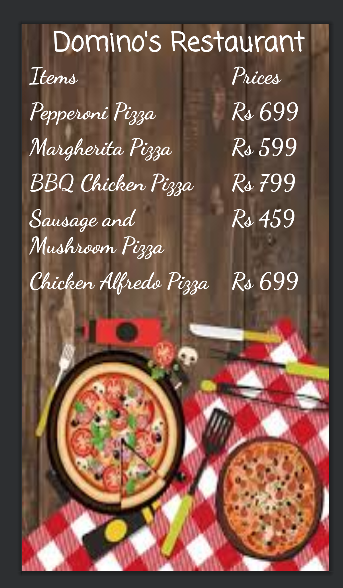 Domino's Restaurant
Items Prices
Pepperoni Pizza Rs 699
Margherita Pizza Rs 599
BBQ Chicken Pizza Rs 799
Sausage and Rs 459
Mushroom Pizza
Chicken Alfredo Pizza Rs 699